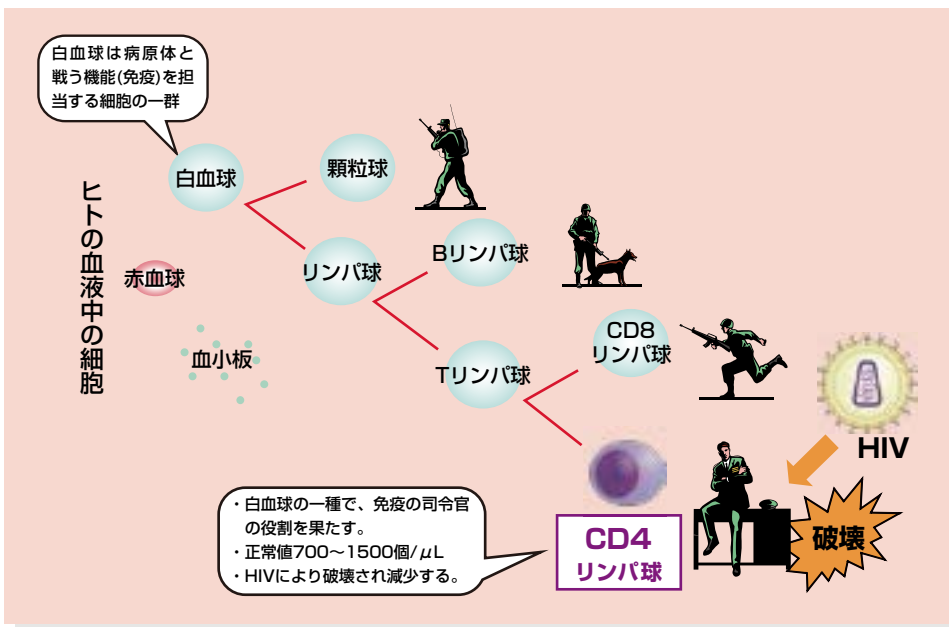 白血球は病原体と
戦う機能(免疫)を担
当する細胞の一群
ヒトの血液中の細胞
白血球
顆粒球
赤血球
リンパ球
Bリンパ球
血小板
Tリンパ球
CD8
リンパ球
HIV
・白血球の一種で、免疫の司令官
の役割を果たす。
・正常値700〜1500個/μL
・HIVにより破壊され減少する。
CD4
リンパ球
破壊